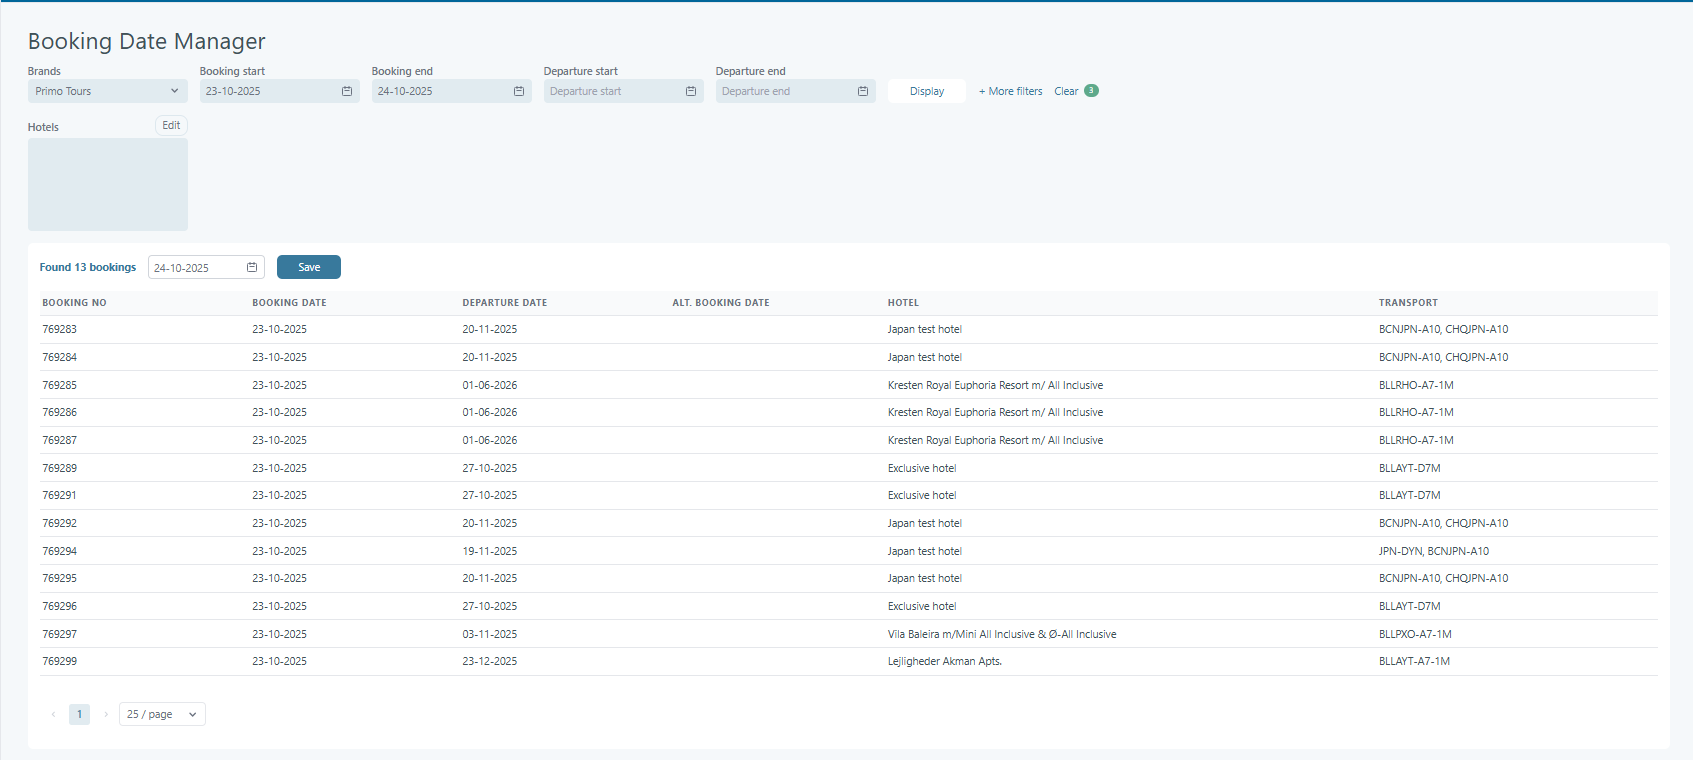 Booking Date Manager
Brands Booking start Booking end Departure start Departure end
Primo Tours 23-10-2025 24-10-2025 Departure start Departure end Display + More filters Clear 3
Hotels Edit
Found 13 bookings 24-10-2025 Save
BOOKING NO BOOKING DATE DEPARTURE DATE ALT. BOOKING DATE HOTEL TRANSPORT
769283 23-10-2025 20-11-2025 Japan test hotel BCNJPN-A10, CHQJPN-A10
769284 23-10-2025 20-11-2025 Japan test hotel BCNJPN-A10, CHQJPN-A10
769285 23-10-2025 01-06-2026 Kresten Royal Euphoria Resort m/ All Inclusive BLLRHO-A7-1M
769286 23-10-2025 01-06-2026 Kresten Royal Euphoria Resort m/ All Inclusive BLLRHO-A7-1M
769287 23-10-2025 01-06-2026 Kresten Royal Euphoria Resort m/ All Inclusive BLLRHO-A7-1M
769289 23-10-2025 27-10-2025 Exclusive hotel BLLAYT-D7M
769291 23-10-2025 27-10-2025 Exclusive hotel BLLAYT-D7M
769292 23-10-2025 20-11-2025 Japan test hotel BCNJPN-A10, CHQJPN-A10
769294 23-10-2025 19-11-2025 Japan test hotel JPN-DYN, BCNJPN-A10
769295 23-10-2025 20-11-2025 Japan test hotel BCNJPN-A10, CHQJPN-A10
769296 23-10-2025 27-10-2025 Exclusive hotel BLLAYT-D7M
769297 23-10-2025 03-11-2025 Vila Baleira m/Mini All Inclusive & Ø-All Inclusive BLLPXO-A7-1M
769299 23-10-2025 23-12-2025 Lejligheder Akman Apts. BLLAYT-A7-1M
1 25 / page